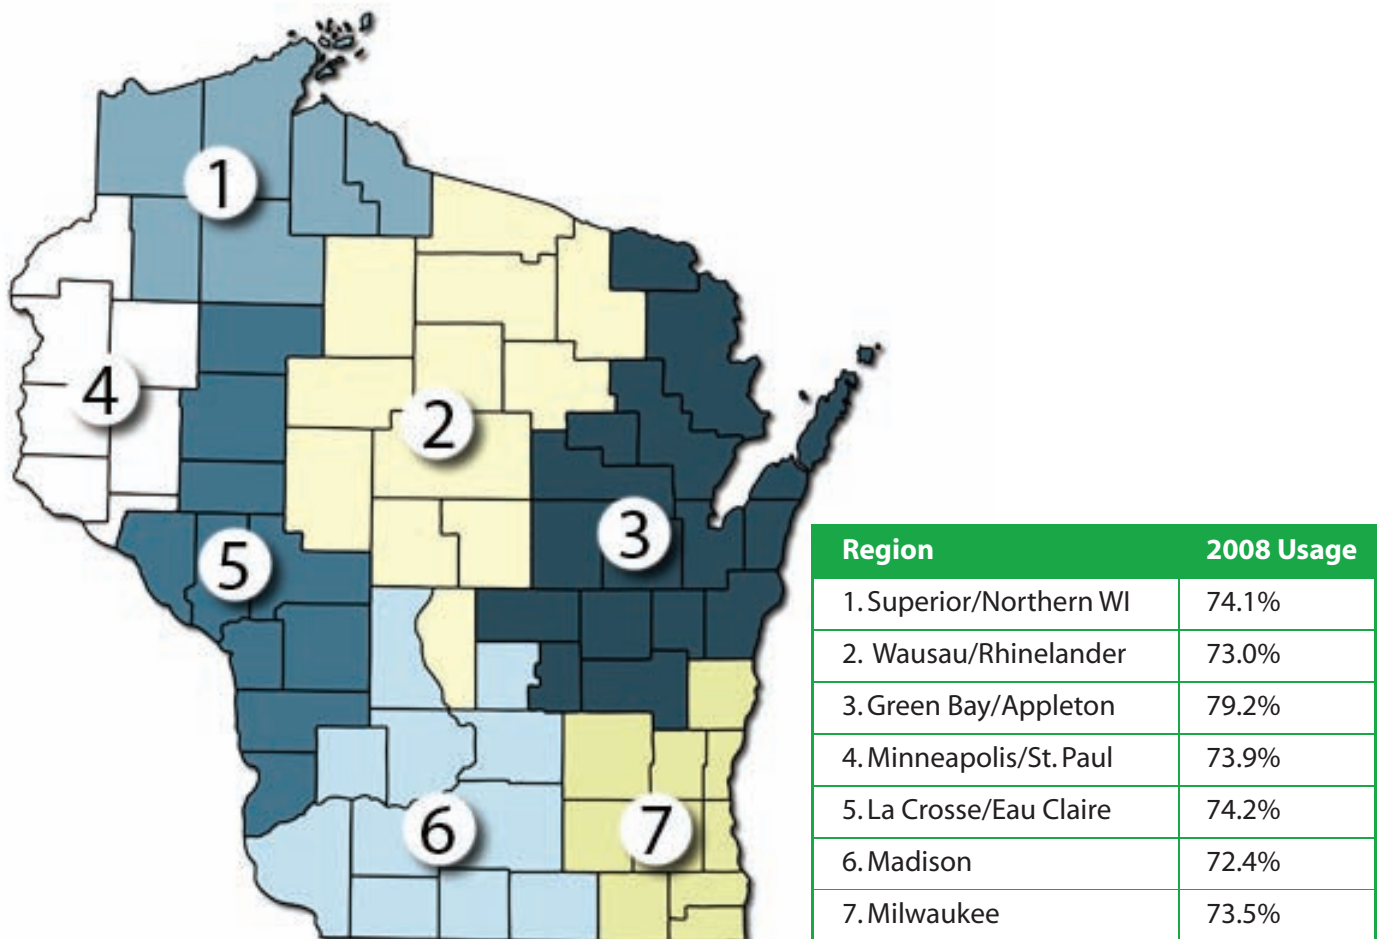 1
4
2
3
5
6
7
Region 2008 Usage
1. Superior/Northern WI 74.1%
2. Wausau/Rhinelander 73.0%
3. Green Bay/Appleton 79.2%
4. Minneapolis/St. Paul 73.9%
5. La Crosse/Eau Claire 74.2%
6. Madison 72.4%
7. Milwaukee 73.5%